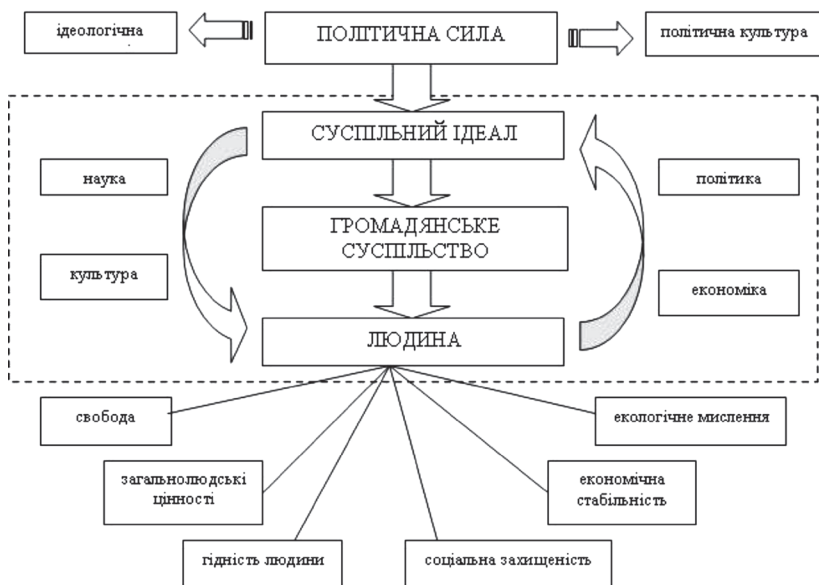 ідеологічна
ПОЛІТИЧНА СИЛА
політична культура
СУСПІЛЬНИЙ ІДЕАЛ
наука
політика
ГРОМАДЯНСЬКЕ
СУСПІЛЬСТВО
культура
економіка
ЛЮДИНА
свобода
екологічне мислення
загальнолюдські
цінності
економічна
стабільність
гідність людини
соціальна захищеність